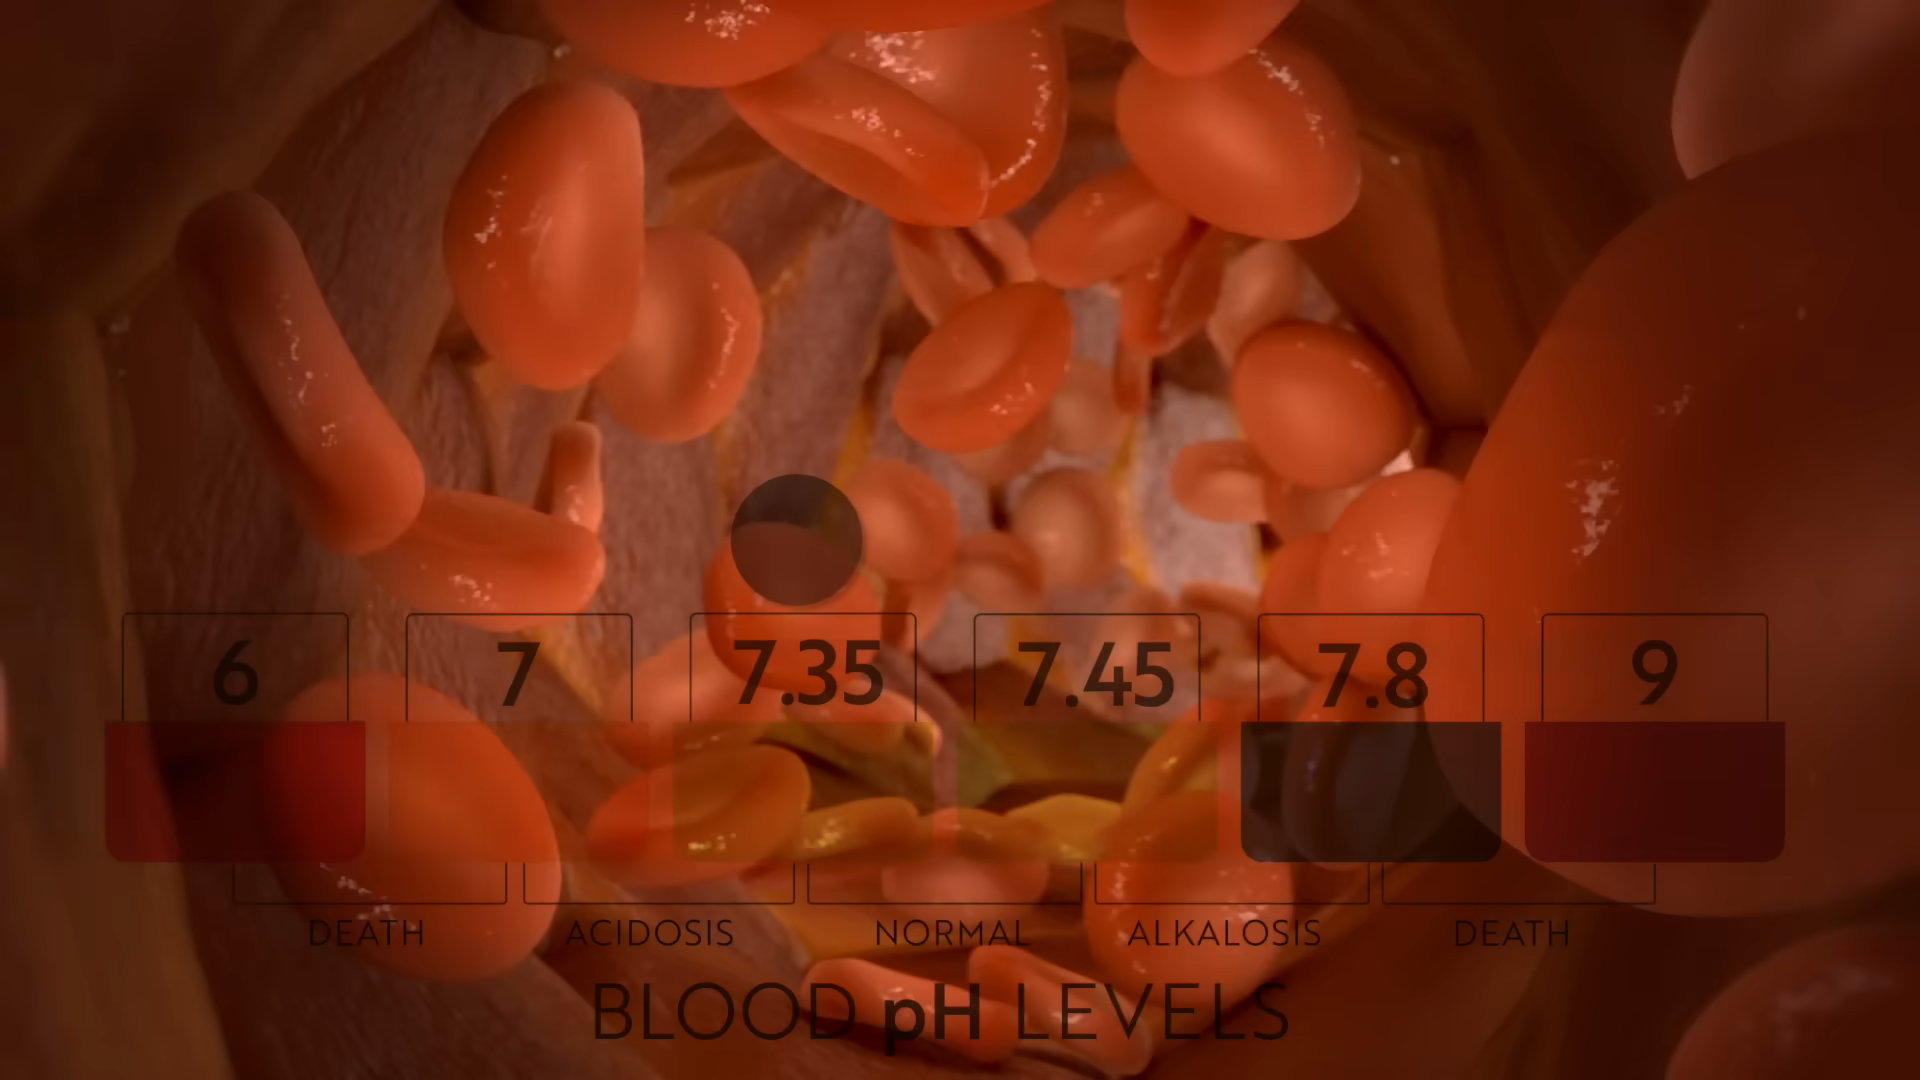 6 7 7.35 7.45 7.8 9
DEATH ACIDOSIS NORMAL ALKALOSIS DEATH
BLOOD pH LEVELS